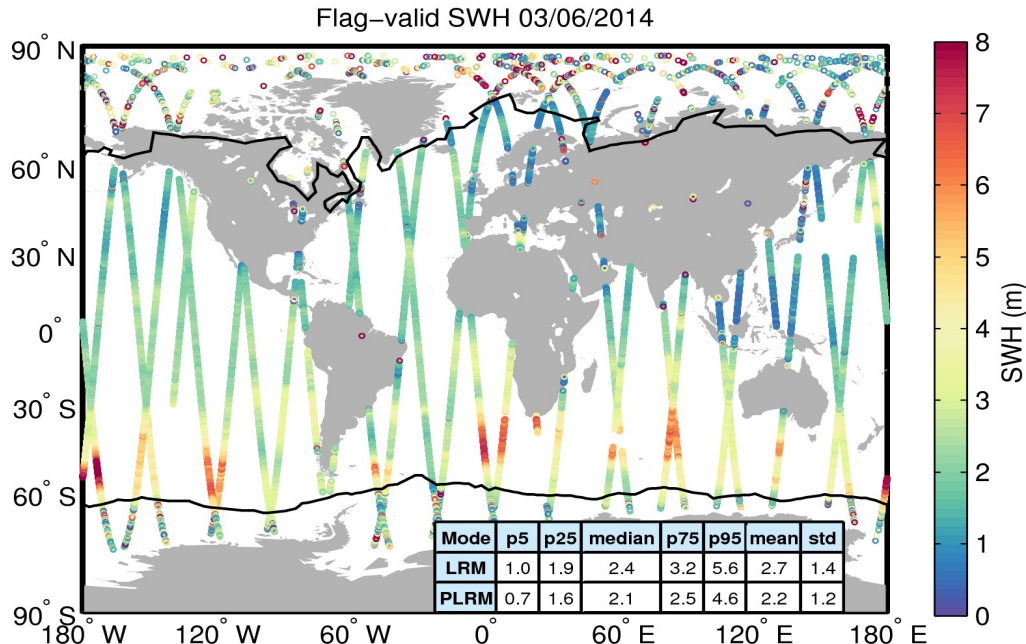 Flag-valid SWH 03/06/2014
90° N
60° N
30° N
0°
30° S
60° S
90° S
180° W
120° W
60° W
0°
60° E
120° E
180° E
Mode p5 p25 median p75 p95 mean std
LRM 1.0 1.9 2.4 3.2 5.6 2.7 1.4
PLRM 0.7 1.6 2.1 2.5 4.6 2.2 1.2
8
7
6
5
4
3
2
1
0
SWH (m)